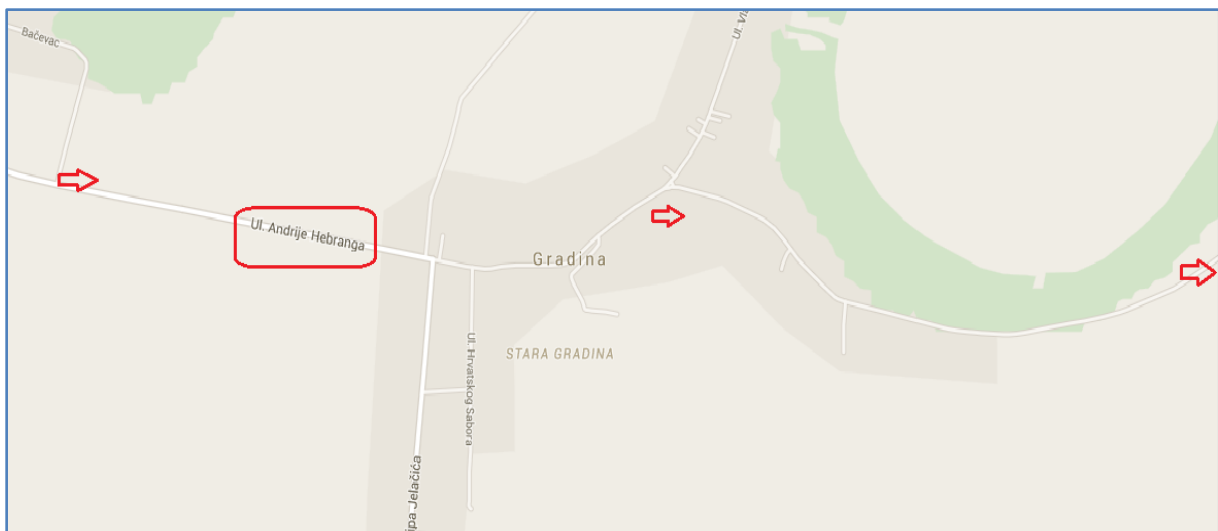 Bačevac
Ul. Vi
Ul. Andrije Hebranga
Gradina
STARA GRADINA
Ul. Hrvatskog Sabora
ipa Jelačića